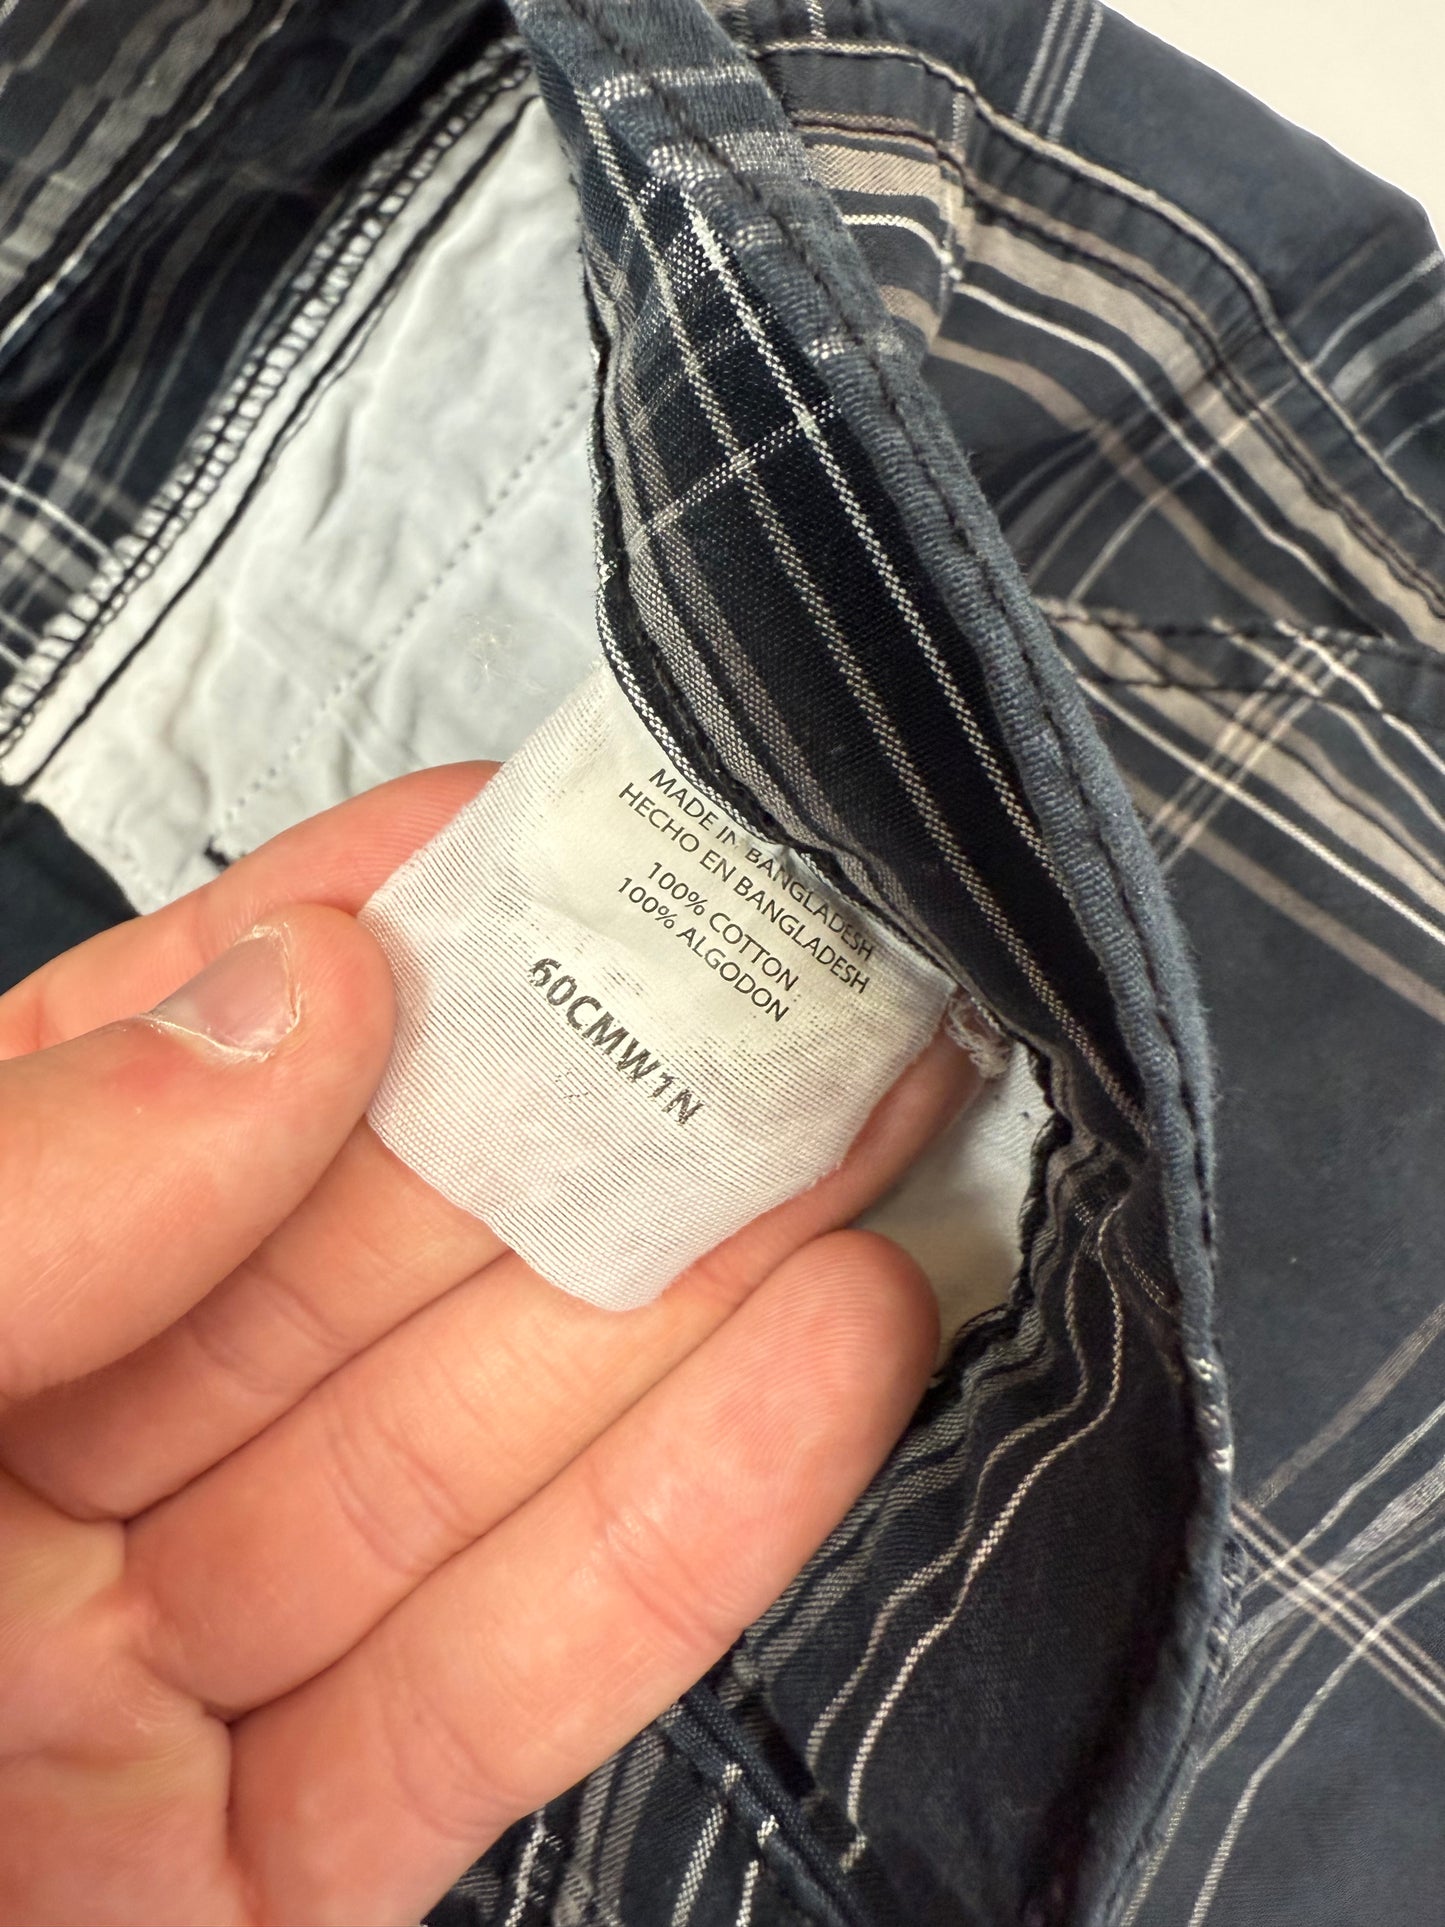 MADE IN BANGLADESH
HECHO EN BANGLADESH
100% COTTON
100% ALGODON
60CMW1N